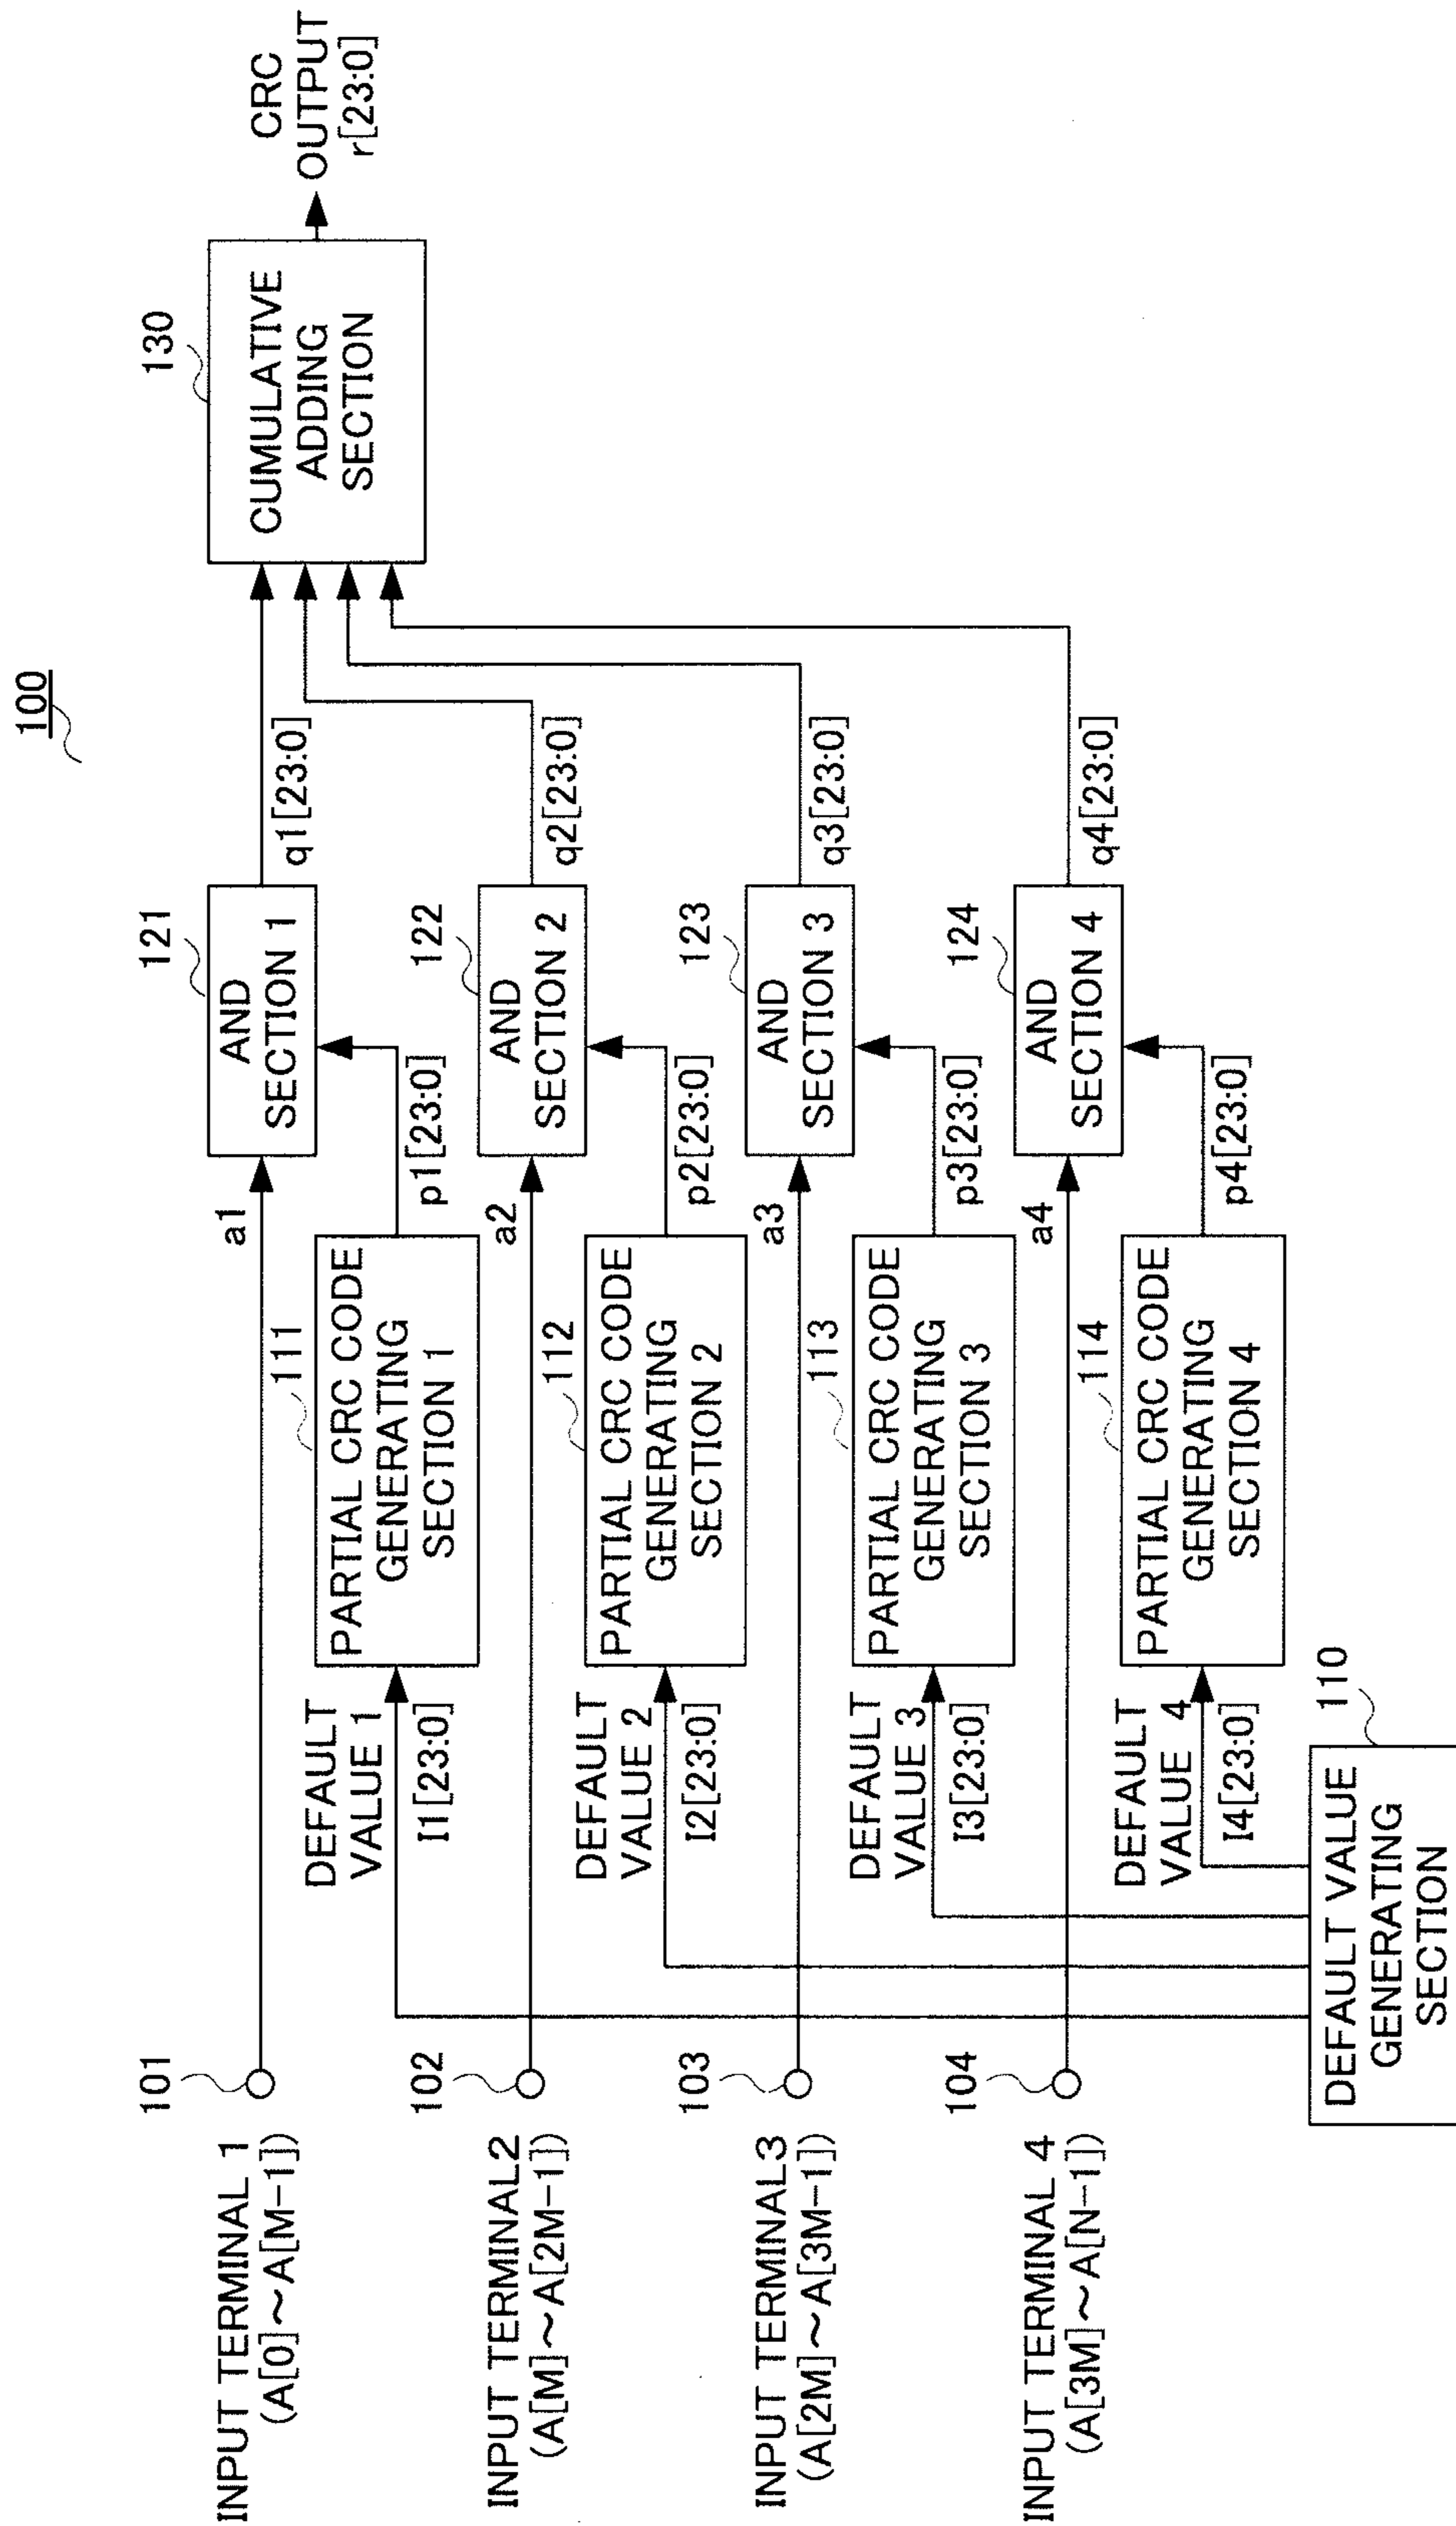 100
101
INPUT TERMINAL 1
(A[0]~A[M-1])
a1
121
AND
SECTION 1
q1[23:0]
DEFAULT
VALUE 1
I1[23:0]
111
PARTIAL CRC CODE
GENERATING
SECTION 1
p1[23:0]
130
CUMULATIVE
ADDING
SECTION
CRC
OUTPUT
r[23:0]
102
INPUT TERMINAL2
(A[M]~A[2M-1])
a2
122
AND
SECTION 2
q2[23:0]
DEFAULT
VALUE 2
I2[23:0]
112
PARTIAL CRC CODE
GENERATING
SECTION 2
p2[23:0]
103
INPUT TERMINAL3
(A[2M]~A[3M-1])
a3
123
AND
SECTION 3
q3[23:0]
DEFAULT
VALUE 3
I3[23:0]
113
PARTIAL CRC CODE
GENERATING
SECTION 3
p3[23:0]
104
INPUT TERMINAL 4
(A[3M]~A[N-1])
a4
124
AND
SECTION 4
q4[23:0]
DEFAULT
VALUE 4
I4[23:0]
114
PARTIAL CRC CODE
GENERATING
SECTION 4
p4[23:0]
110
DEFAULT VALUE
GENERATING
SECTION